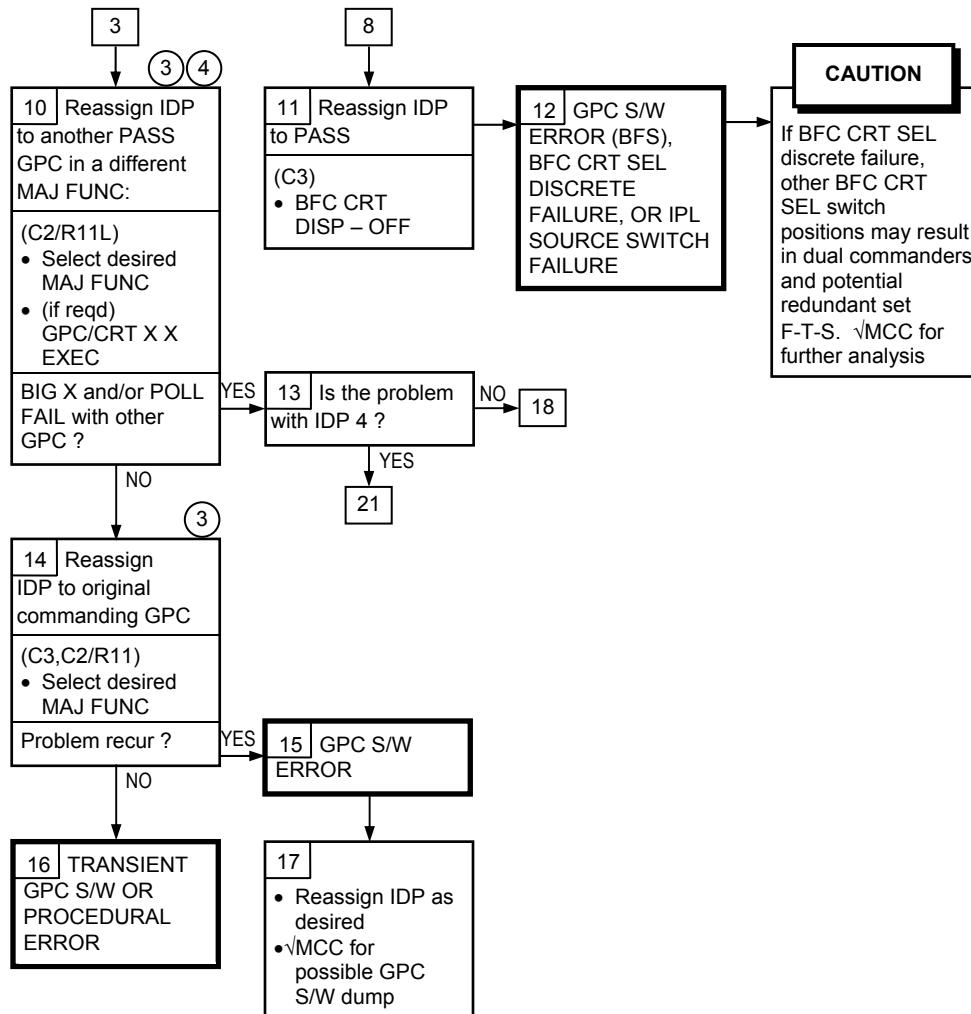 3
3 4
10 Reassign IDP
to another PASS
GPC in a different
MAJ FUNC:
(C2/R11L)
• Select desired
MAJ FUNC
• (if reqd)
GPC/CRT X X
EXEC
BIG X and/or POLL
FAIL with other
GPC ?
YES
NO
8
11 Reassign IDP
to PASS
(C3)
• BFC CRT
DISP – OFF
12 GPC S/W
ERROR (BFS),
BFC CRT SEL
DISCRETE
FAILURE, OR IPL
SOURCE SWITCH
FAILURE
CAUTION
If BFC CRT SEL
discrete failure,
other BFC CRT
SEL switch
positions may result
in dual commanders
and potential
redundant set
F-T-S. √MCC for
further analysis
13 Is the problem
with IDP 4 ?
NO
18
YES
21
3
14 Reassign
IDP to original
commanding GPC
(C3,C2/R11)
• Select desired
MAJ FUNC
Problem recur ?
YES
NO
15 GPC S/W
ERROR
16 TRANSIENT
GPC S/W OR
PROCEDURAL
ERROR
17
• Reassign IDP as
desired
•√MCC for
possible GPC
S/W dump